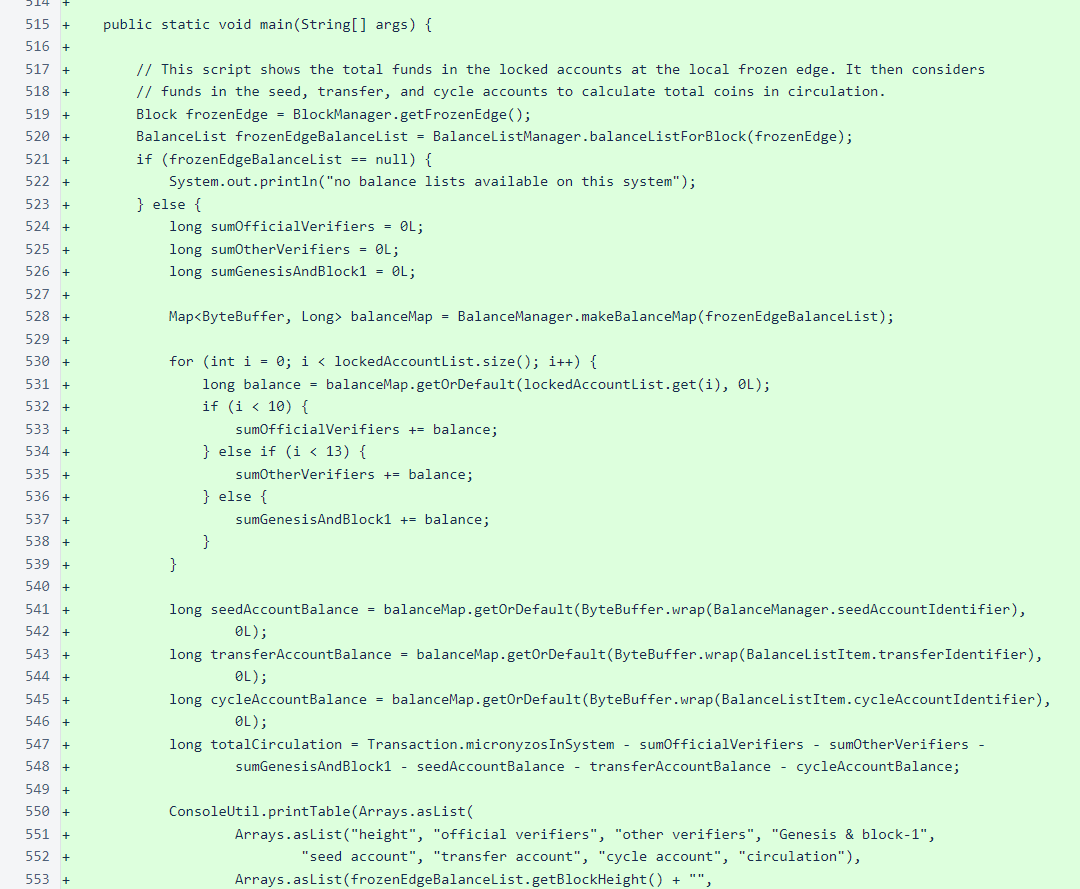 514 +
515 + public static void main(String[] args) {
516 +
517 + // This script shows the total funds in the locked accounts at the local frozen edge. It then considers
518 + // funds in the seed, transfer, and cycle accounts to calculate total coins in circulation.
519 + Block frozenEdge = BlockManager.getFrozenEdge();
520 + BalanceList frozenEdgeBalanceList = BalanceListManager.balanceListForBlock(frozenEdge);
521 + if (frozenEdgeBalanceList == null) {
522 + System.out.println("no balance lists available on this system");
523 + } else {
524 + long sumOfficialVerifiers = 0L;
525 + long sumOtherVerifiers = 0L;
526 + long sumGenesisAndBlock1 = 0L;
527 +
528 + Map<ByteBuffer, Long> balanceMap = BalanceManager.makeBalanceMap(frozenEdgeBalanceList);
529 +
530 + for (int i = 0; i < lockedAccountList.size(); i++) {
531 + long balance = balanceMap.getOrDefault(lockedAccountList.get(i), 0L);
532 + if (i < 10) {
533 + sumOfficialVerifiers += balance;
534 + } else if (i < 13) {
535 + sumOtherVerifiers += balance;
536 + } else {
537 + sumGenesisAndBlock1 += balance;
538 + }
539 + }
540 +
541 + long seedAccountBalance = balanceMap.getOrDefault(ByteBuffer.wrap(BalanceManager.seedAccountIdentifier),
542 + 0L);
543 + long transferAccountBalance = balanceMap.getOrDefault(ByteBuffer.wrap(BalanceListItem.transferIdentifier),
544 + 0L);
545 + long cycleAccountBalance = balanceMap.getOrDefault(ByteBuffer.wrap(BalanceListItem.cycleAccountIdentifier),
546 + 0L);
547 + long totalCirculation = Transaction.micronyzosInSystem - sumOfficialVerifiers - sumOtherVerifiers -
548 + sumGenesisAndBlock1 - seedAccountBalance - transferAccountBalance - cycleAccountBalance;
549 +
550 + ConsoleUtil.printTable(Arrays.asList(
551 + Arrays.asList("height", "official verifiers", "other verifiers", "Genesis & block-1",
552 + "seed account", "transfer account", "cycle account", "circulation"),
553 + Arrays.asList(frozenEdgeBalanceList.getBlockHeight() + "",